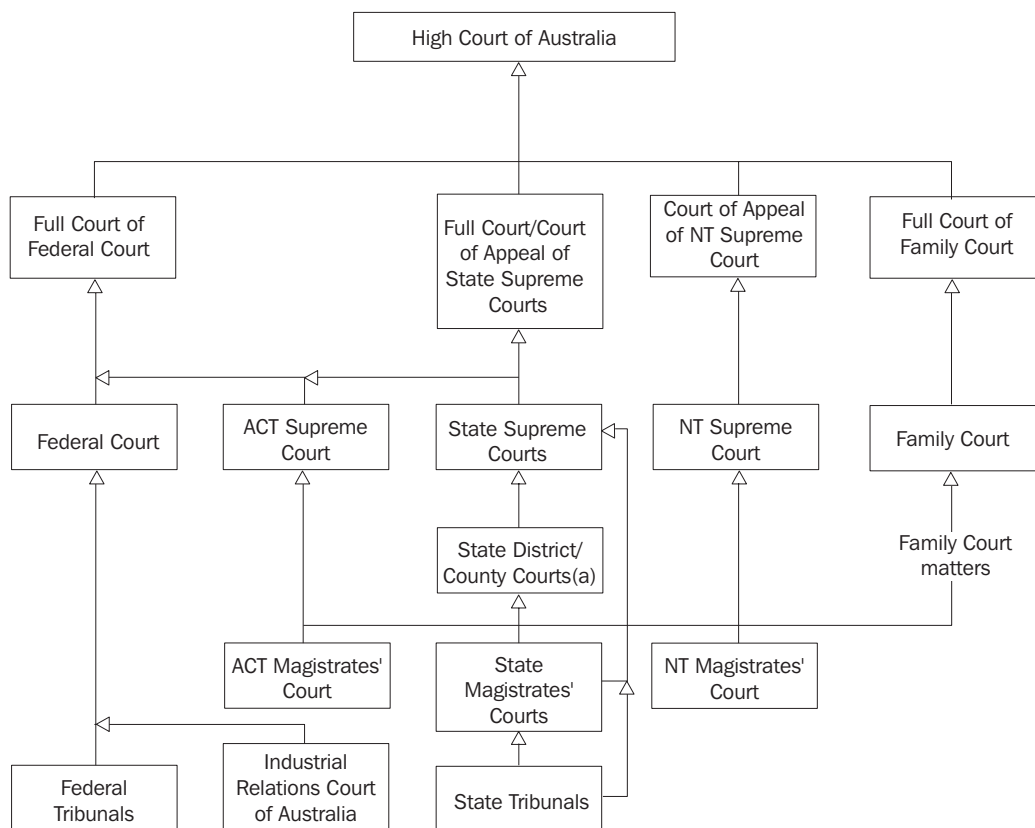 High Court of Australia
Full Court of
Federal Court
Full Court/Court
of Appeal of
State Supreme
Courts
Court of Appeal
of NT Supreme
Court
Full Court of
Family Court
Federal Court
ACT Supreme
Court
State Supreme
Courts
NT Supreme
Court
Family Court
State District/
County Courts(a)
Family Court
matters
ACT Magistrates'
Court
State
Magistrates'
Courts
NT Magistrates'
Court
Federal
Tribunals
Industrial
Relations Court
of Australia
State Tribunals